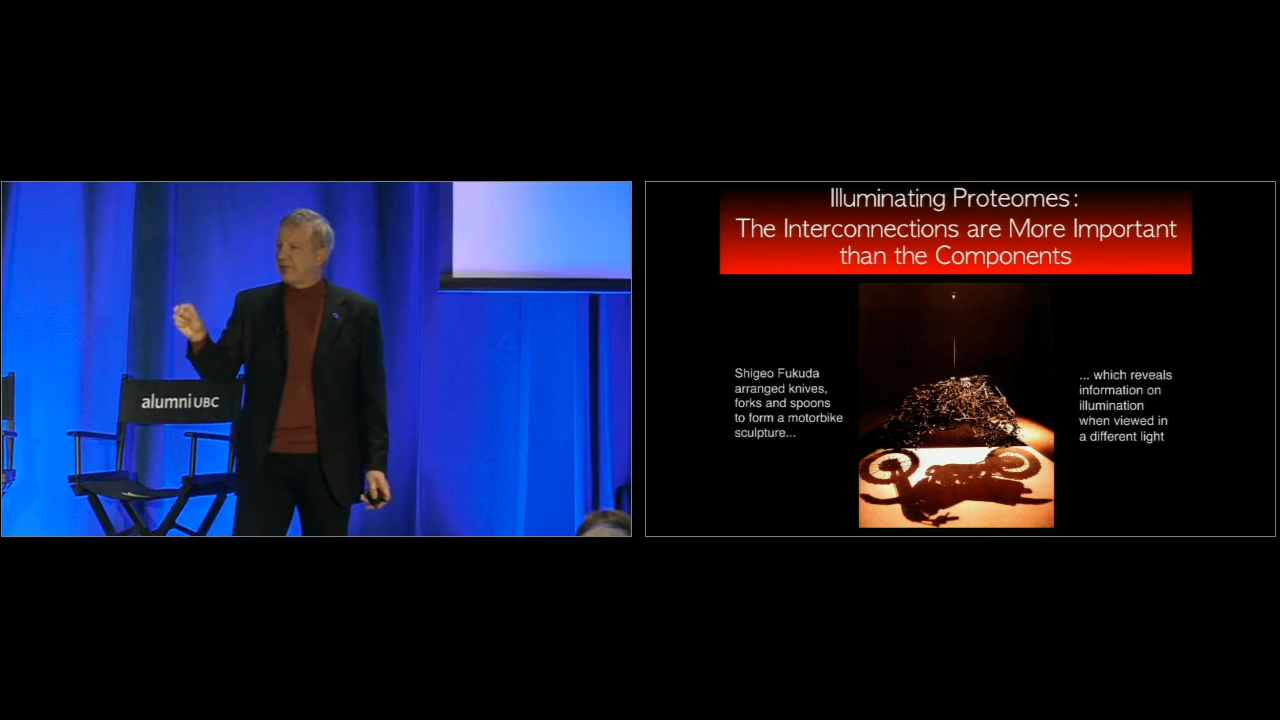 alumni UBC
Illuminating Proteomes:
The Interconnections are More Important
than the Components
Shigeo Fukuda
arranged knives,
forks and spoons
to form a motorbike
sculpture...
... which reveals
information on
illumination
when viewed in
a different light